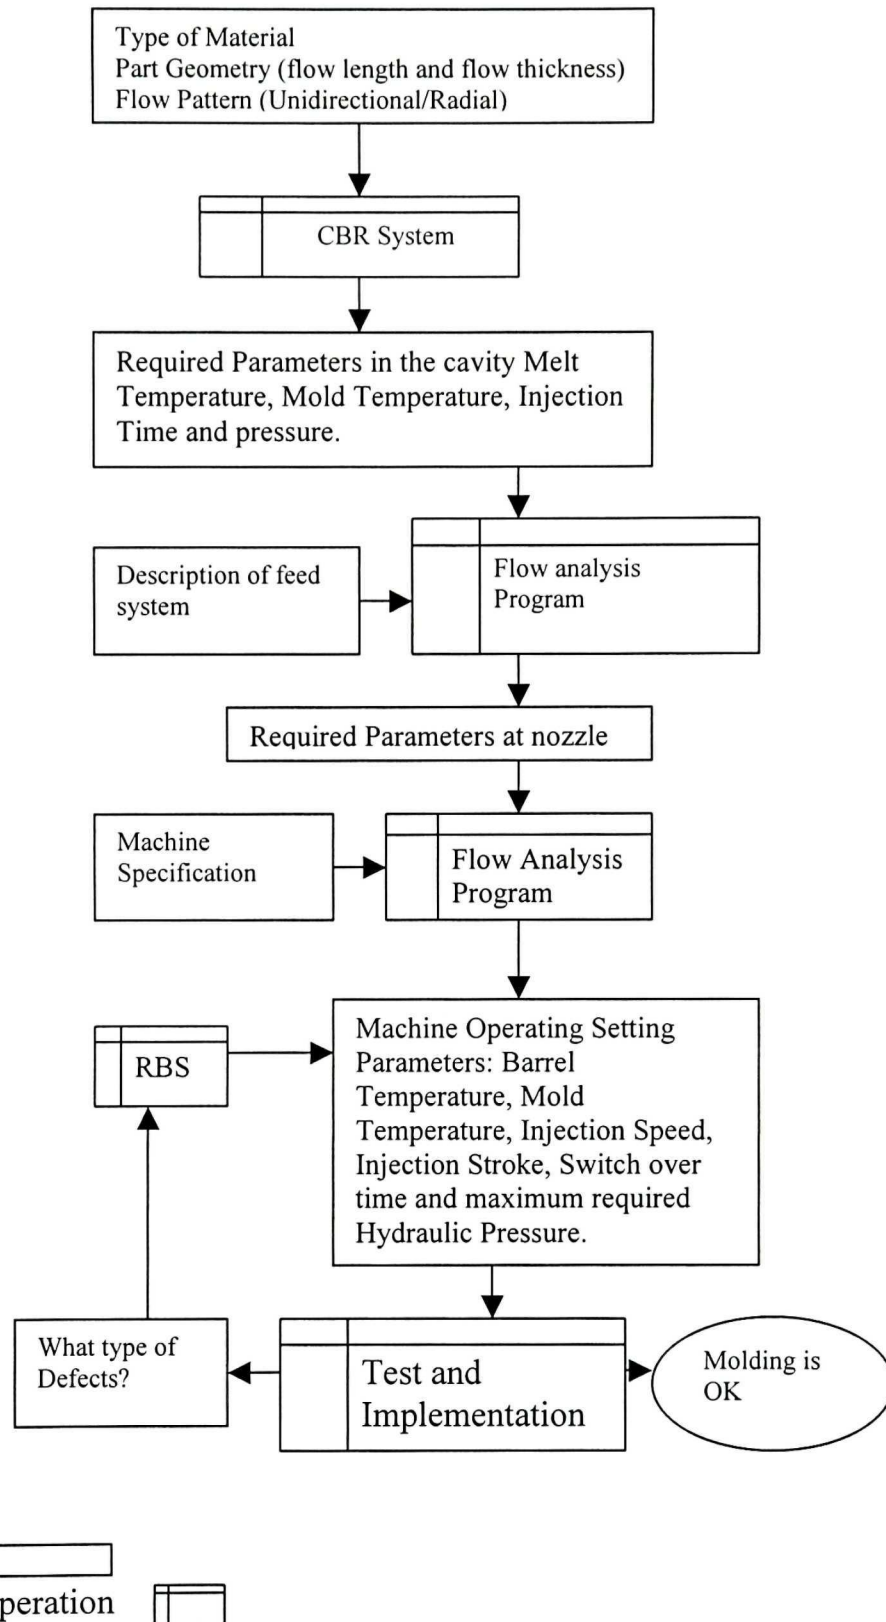 Type of Material
Part Geometry (flow length and flow thickness)
Flow Pattern (Unidirectional/Radial)
CBR System
Required Parameters in the cavity Melt
Temperature, Mold Temperature, Injection
Time and pressure.
Description of feed
system
Flow analysis
Program
Required Parameters at nozzle
Machine
Specification
Flow Analysis
Program
RBS
Machine Operating Setting
Parameters: Barrel
Temperature, Mold
Temperature, Injection Speed,
Injection Stroke, Switch over
time and maximum required
Hydraulic Pressure.
What type of
Defects?
Test and
Implementation
Molding is
OK
peration